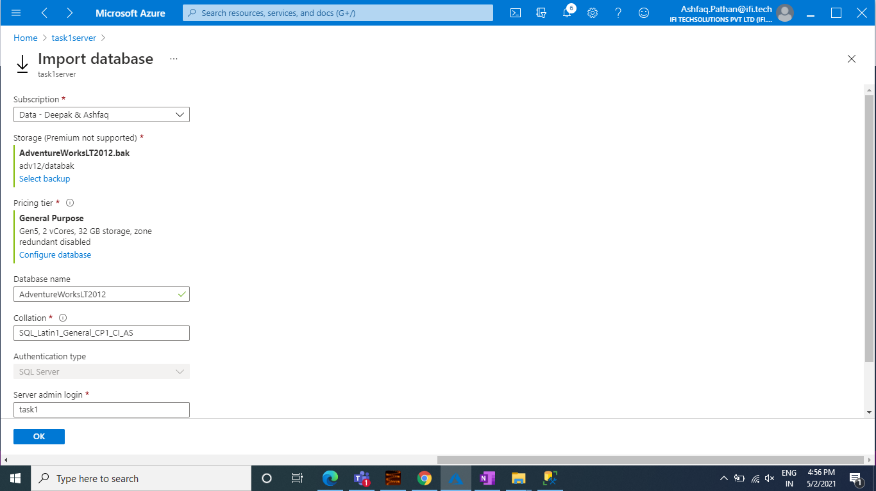 Microsoft Azure
Search resources, services, and docs (G+/)
6
Ashfaq.Pathan@ifi.tech
IFI TECHSOLUTIONS PVT LTD (IFI....
Home > task1server >
Import database ...
task1server
Subscription *
Data - Deepak & Ashfaq
Storage (Premium not supported) *
AdventureWorksLT2012.bak
adv12/databak
Select backup
Pricing tier *
General Purpose
Gen5, 2 vCores, 32 GB storage, zone
redundant disabled
Configure database
Database name
AdventureWorksLT2012
Collation *
SQL_Latin1_General_CP1_CI_AS
Authentication type
SQL Server
Server admin login *
task1
OK
Type here to search
ENG
IN
4:56 PM
5/2/2021